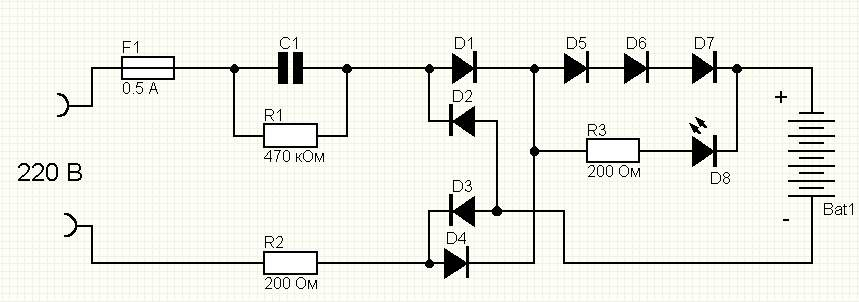 F1
C1
D1
D5
D6
D7
0.5 А
D2
+
R1
R3
470 кОм
220 В
200 Ом
D8
D3
Bat1
-
R2
D4
200 Ом